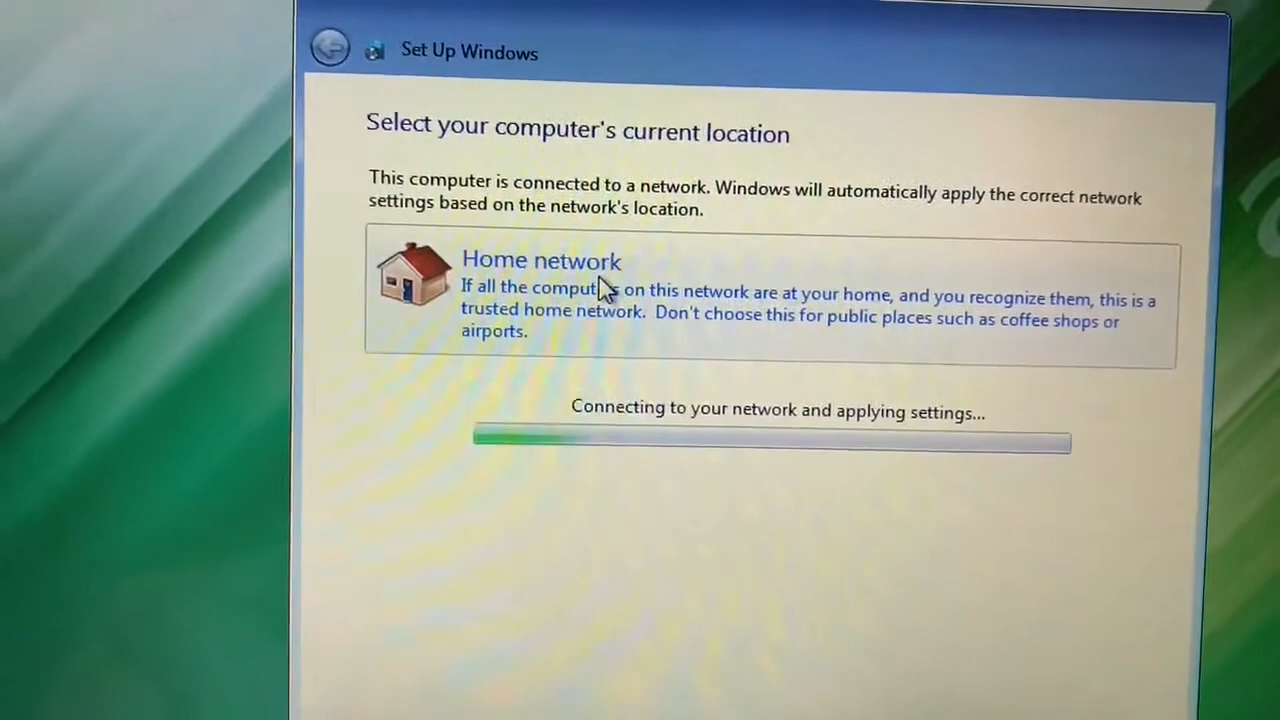 Set Up Windows
Select your computer's current location
This computer is connected to a network. Windows will automatically apply the correct network
settings based on the network's location.
Home network
If all the computers on this network are at your home, and you recognize them, this is a
trusted home network. Don't choose this for public places such as coffee shops or
airports.
Connecting to your network and applying settings...